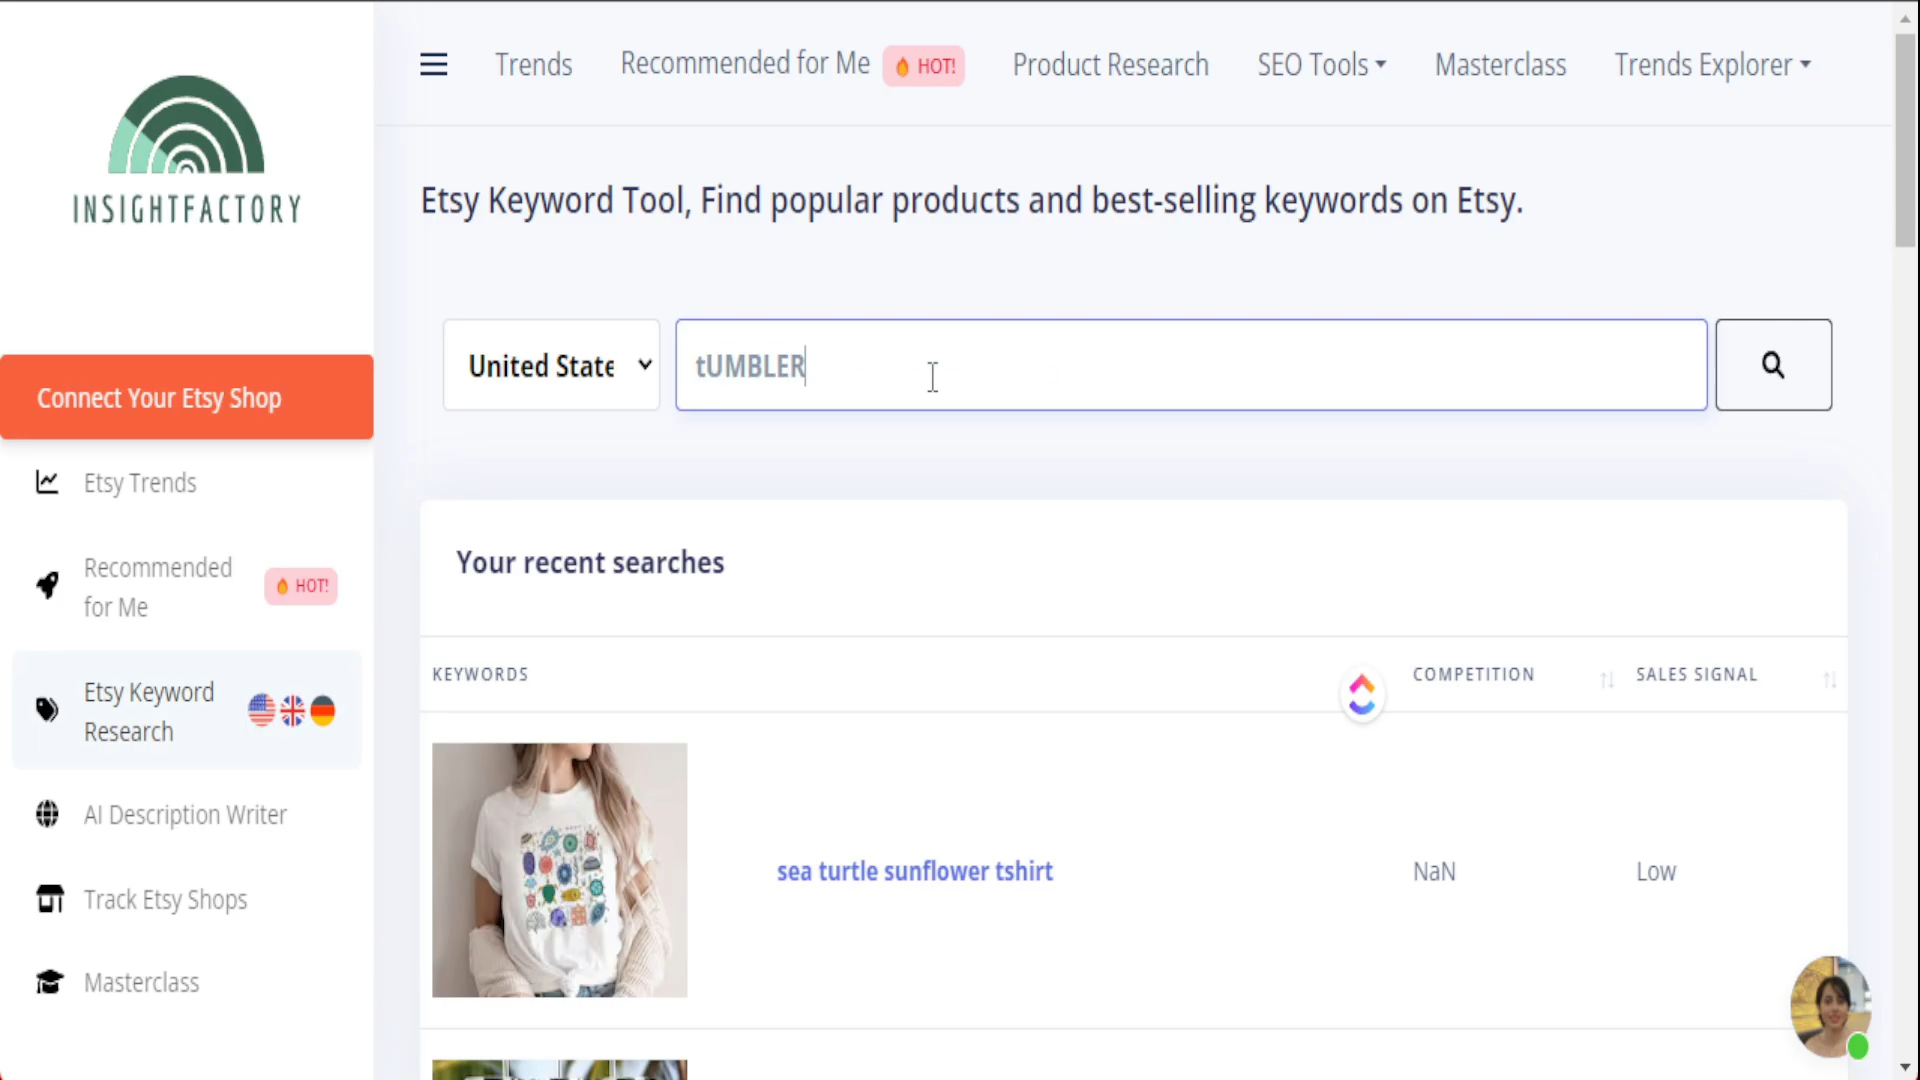 Trends
Recommended for Me
HOT!
Product Research
SEO Tools
Masterclass
Trends Explorer
INSIGHTFACTORY
Etsy Keyword Tool, Find popular products and best-selling keywords on Etsy.
United State
tUMBLER
Connect Your Etsy Shop
Etsy Trends
Recommended
for Me
HOT!
Etsy Keyword
Research
AI Description Writer
Track Etsy Shops
Masterclass
Your recent searches
KEYWORDS
COMPETITION
SALES SIGNAL
sea turtle sunflower tshirt
NaN
Low